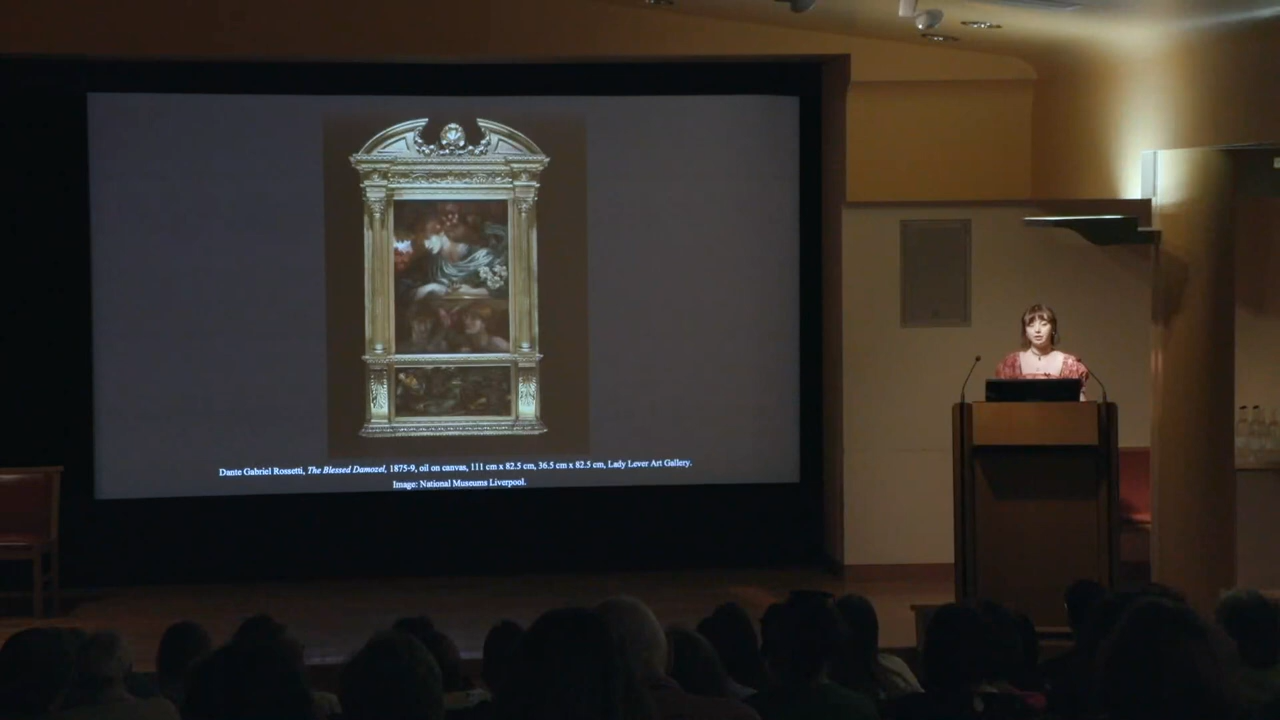 Dante Gabriel Rossetti, The Blessed Damozel, 1875-9, oil on canvas, 111 cm x 82.5 cm, 36.5 cm x 82.5 cm, Lady Lever Art Gallery.
Image: National Museums Liverpool.